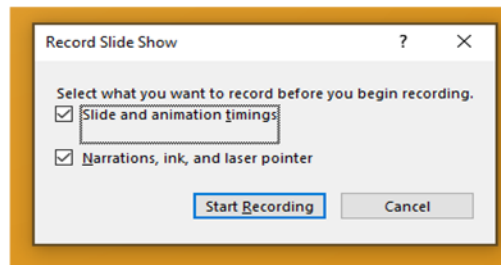 Record Slide Show
Select what you want to record before you begin recording.
Slide and animation timings
Narrations, ink, and laser pointer
Start Recording Cancel